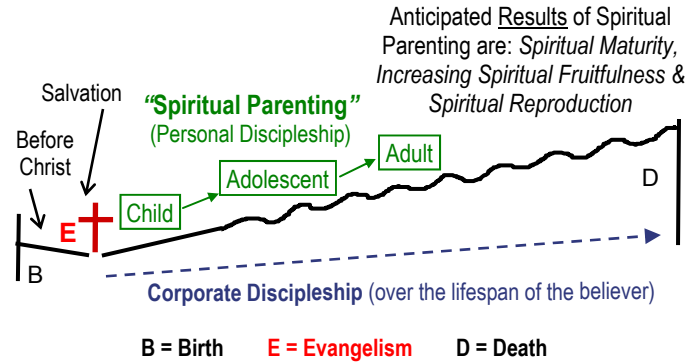 Anticipated Results of Spiritual
Parenting are: Spiritual Maturity,
Increasing Spiritual Fruitfulness &
Spiritual Reproduction
Salvation
“Spiritual Parenting”
(Personal Discipleship)
Before
Christ
Adult
Adolescent
Child
E
B
D
Corporate Discipleship (over the lifespan of the believer)
B = Birth E = Evangelism D = Death